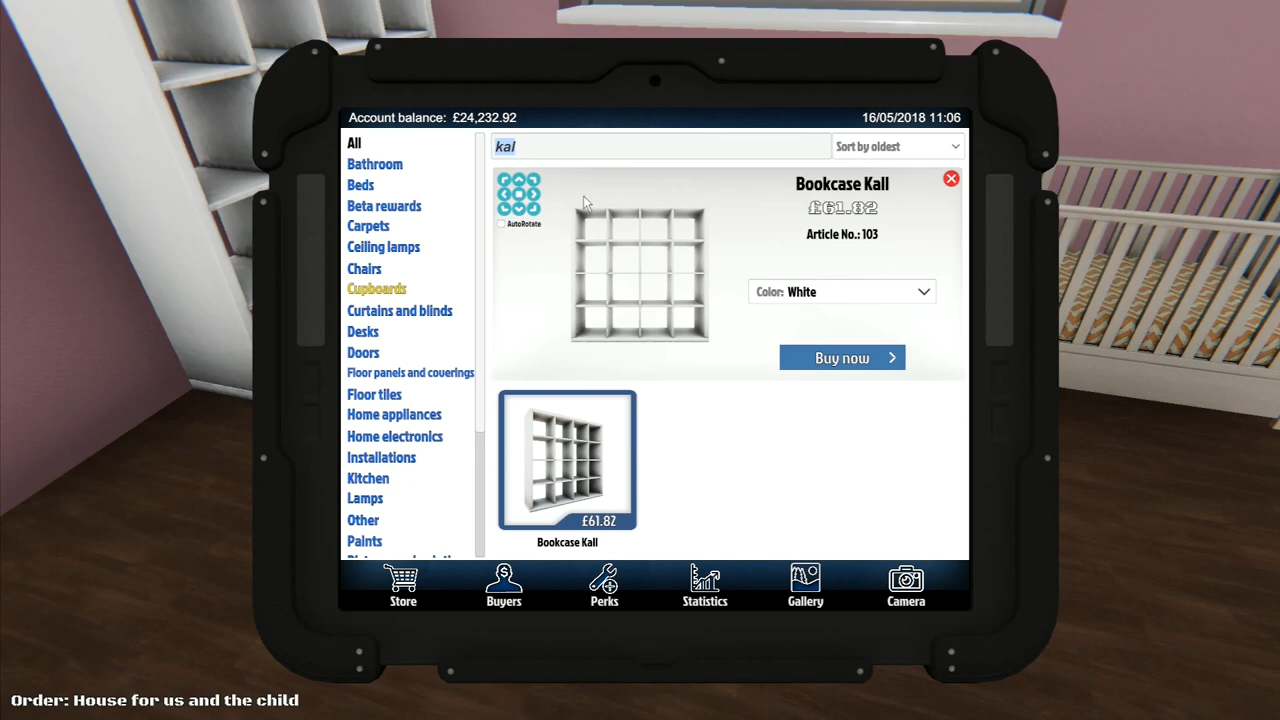 Account balance: £24,232.92
16/05/2018 11:06
All
Bathroom
Beds
Beta rewards
Carpets
Ceiling lamps
Chairs
Cupboards
Curtains and blinds
Desks
Doors
Floor panels and coverings
Floor tiles
Home appliances
Home electronics
Installations
Kitchen
Lamps
Other
Paints
kal
Sort by oldest
AutoRotate
Bookcase Kall
£61.82
Article No.: 103
Color: White
Buy now
£61.82
Bookcase Kall
Store
Buyers
Perks
Statistics
Gallery
Camera
Order: House for us and the child